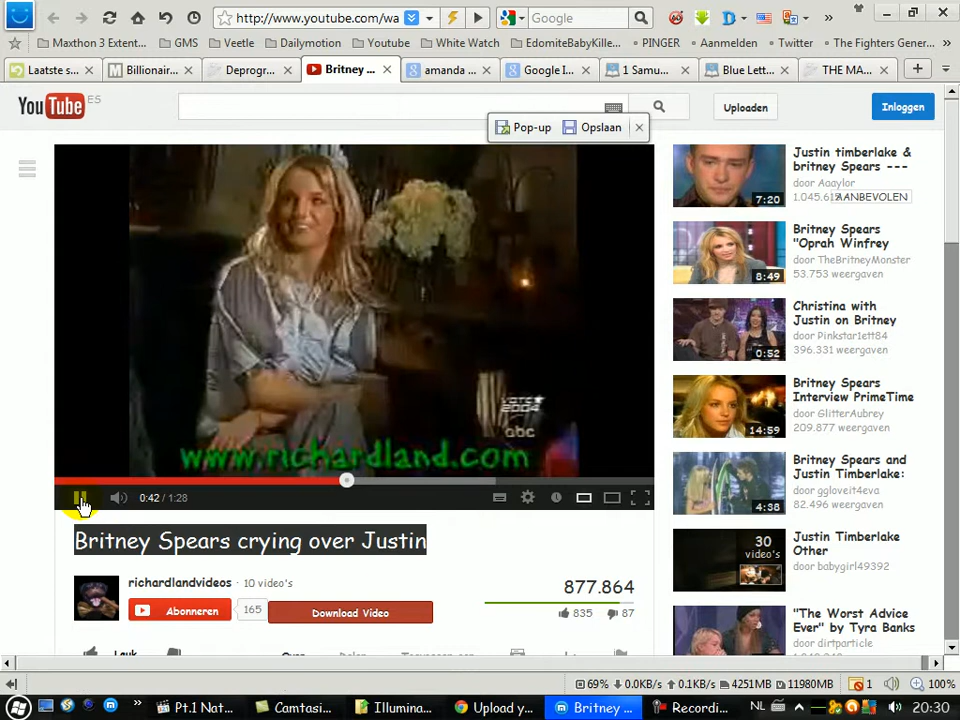 http://www.youtube.com/wa
Google
Maxthon 3 Extent...
GMS
Veetle
Dailymotion
Youtube
White Watch
EdomiteBabyKille...
PINGER
Aanmelden
Twitter
The Fighters Gener...
Laatste s...
Billionair...
Deprogr...
Britney ...
amanda ...
Google I...
1 Samu...
Blue Lett...
THE MA...
YouTube ES
Uploaden
Inloggen
Pop-up
Opslaan
VOTE
2004
abc
www.richardland.com
0:42 / 1:28
Britney Spears crying over Justin
richardlandvideos · 10 video's
Abonneren
165
Download Video
877.864
835
87
Leuk
Over
Delen
Toevoegen aan
Justin timberlake &
britney Spears ---
door Aaaylor
AANBEVOLEN
7:20
Britney Spears
"Oprah Winfrey
door TheBritneyMonster
53.753 weergaven
8:49
Christina with
Justin on Britney
door Pinkstar1ett84
396.331 weergaven
0:52
Britney Spears
Interview PrimeTime
door GlitterAubrey
209.877 weergaven
14:59
Britney Spears and
Justin Timberlake:
door ggloveit4eva
82.496 weergaven
4:38
Justin Timberlake
Other
door babygirl49392
30
video's
"The Worst Advice
Ever" by Tyra Banks
door dirtparticle
69%
0.0KB/s
0.1KB/s
4251MB
11980MB
1
100%
Pt.1 Nat...
Camtasi...
Illumina...
Upload y...
Britney ...
Recordi...
NL
20:30